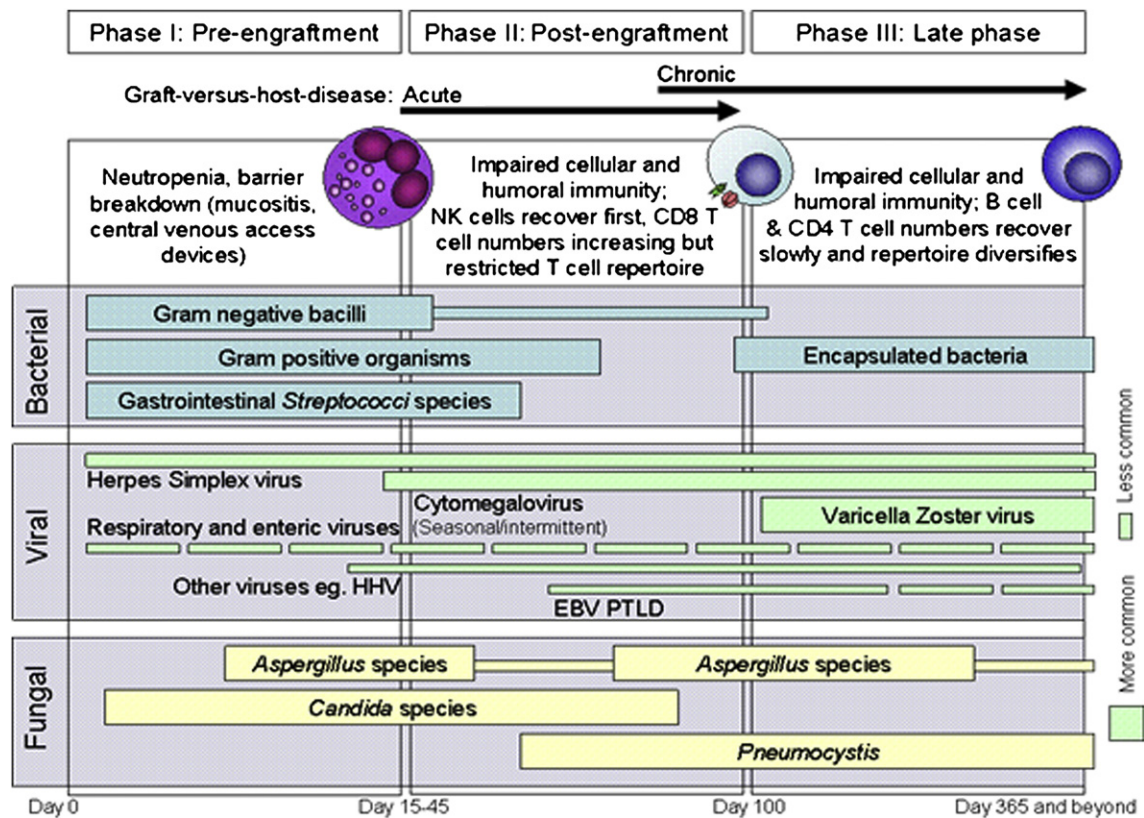 Phase I: Pre-engraftment
Phase II: Post-engraftment
Phase III: Late phase
Chronic
Graft-versus-host-disease: Acute
Neutropenia, barrier
breakdown (mucositis,
central venous access
devices)
Impaired cellular and
humoral immunity;
NK cells recover first, CD8 T
cell numbers increasing but
restricted T cell repertoire
Impaired cellular and
humoral immunity; B cell
& CD4 T cell numbers recover
slowly and repertoire diversifies
Bacterial
Gram negative bacilli
Gram positive organisms
Encapsulated bacteria
Gastrointestinal Streptococci species
Viral
Herpes Simplex virus
Cytomegalovirus
(Seasonal/intermittent)
Varicella Zoster virus
Respiratory and enteric viruses
Other viruses eg. HHV
EBV PTLD
Fungal
Aspergillus species
Aspergillus species
Candida species
Pneumocystis
Less common
More common
Day 0
Day 15-45
Day 100
Day 365 and beyond